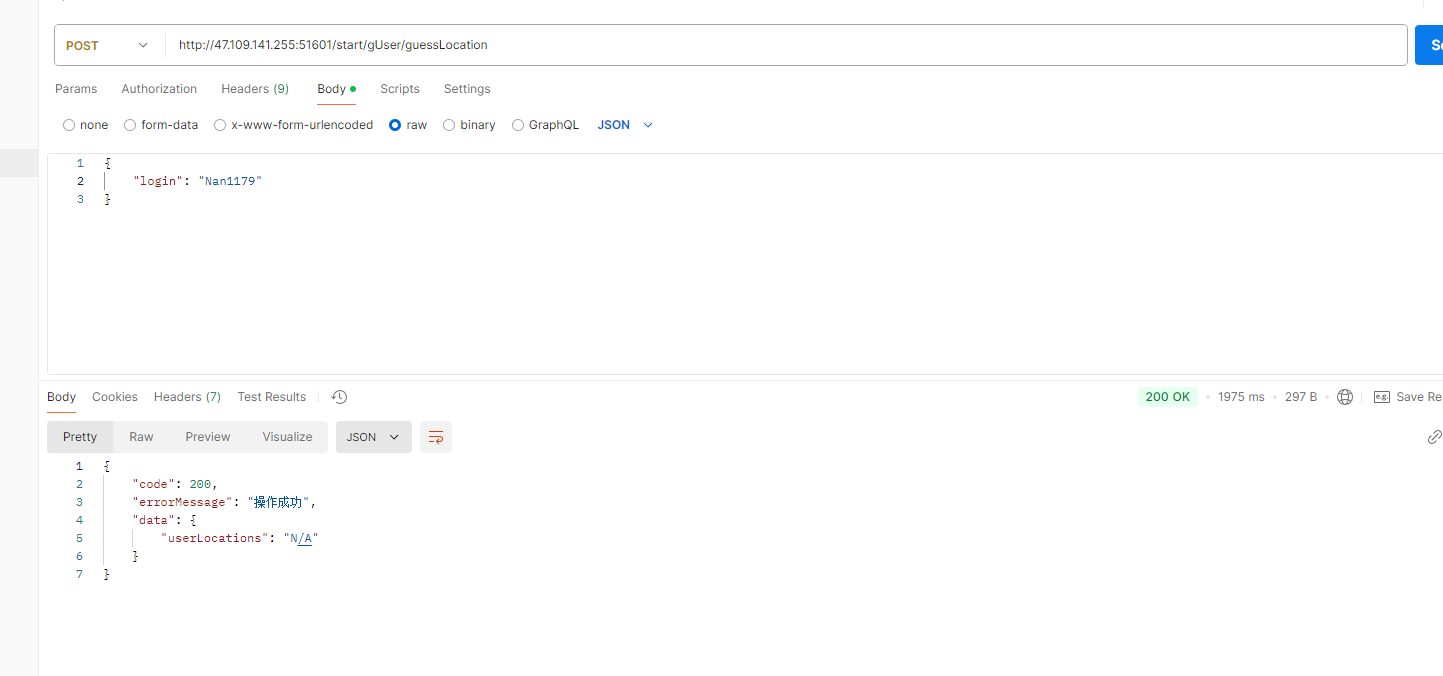 POST http://47.109.141.255:51601/start/gUser/guessLocation
Params Authorization Headers (9) Body Scripts Settings
none form-data x-www-form-urlencoded raw binary GraphQL JSON
1 {
2 "login": "Nan1179"
3 }
Body Cookies Headers (7) Test Results 200 OK 1975 ms 297 B e.g. Save Re
Pretty Raw Preview Visualize JSON
1 {
2 "code": 200,
3 "errorMessage": "操作成功",
4 "data": {
5 "userLocations": "N/A"
6 }
7 }